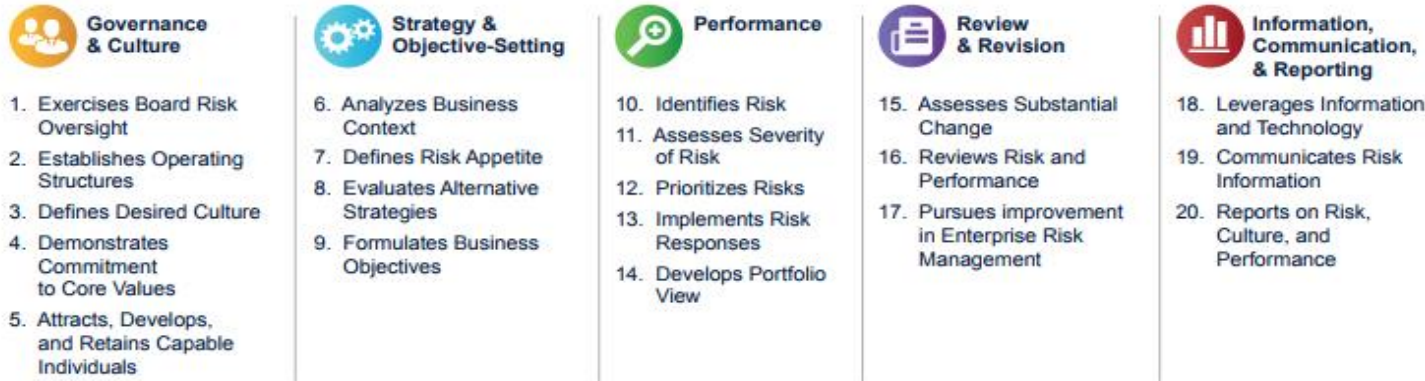 Governance
& Culture
1. Exercises Board Risk
Oversight
2. Establishes Operating
Structures
3. Defines Desired Culture
4. Demonstrates
Commitment
to Core Values
5. Attracts, Develops,
and Retains Capable
Individuals
Strategy &
Objective-Setting
6. Analyzes Business
Context
7. Defines Risk Appetite
8. Evaluates Alternative
Strategies
9. Formulates Business
Objectives
Performance
10. Identifies Risk
11. Assesses Severity
of Risk
12. Prioritizes Risks
13. Implements Risk
Responses
14. Develops Portfolio
View
Review
& Revision
15. Assesses Substantial
Change
16. Reviews Risk and
Performance
17. Pursues improvement
in Enterprise Risk
Management
Information,
Communication,
& Reporting
18. Leverages Information
and Technology
19. Communicates Risk
Information
20. Reports on Risk,
Culture, and
Performance